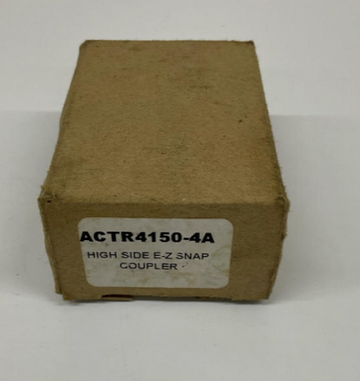 ACTR4150-4A
HIGH SIDE E-Z SNAP
COUPLER